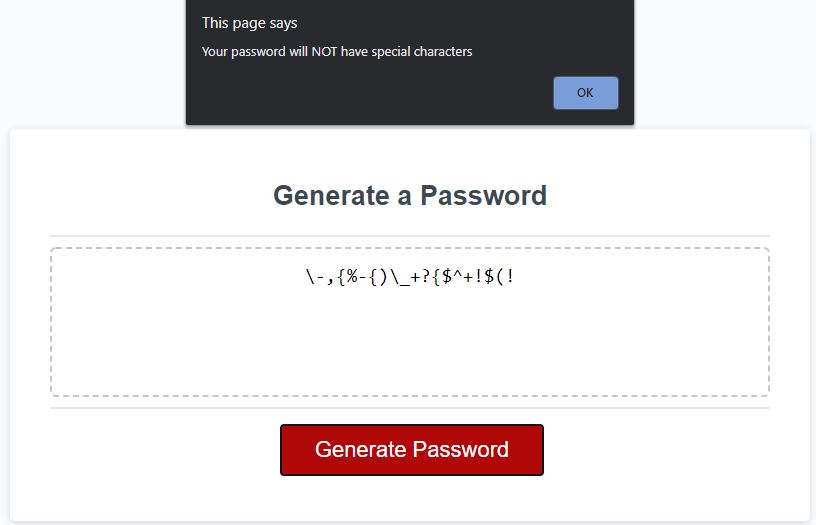 This page says
Your password will NOT have special characters
OK
Generate a Password
\-,{%-{)\_+?{$^+!$(!
Generate Password